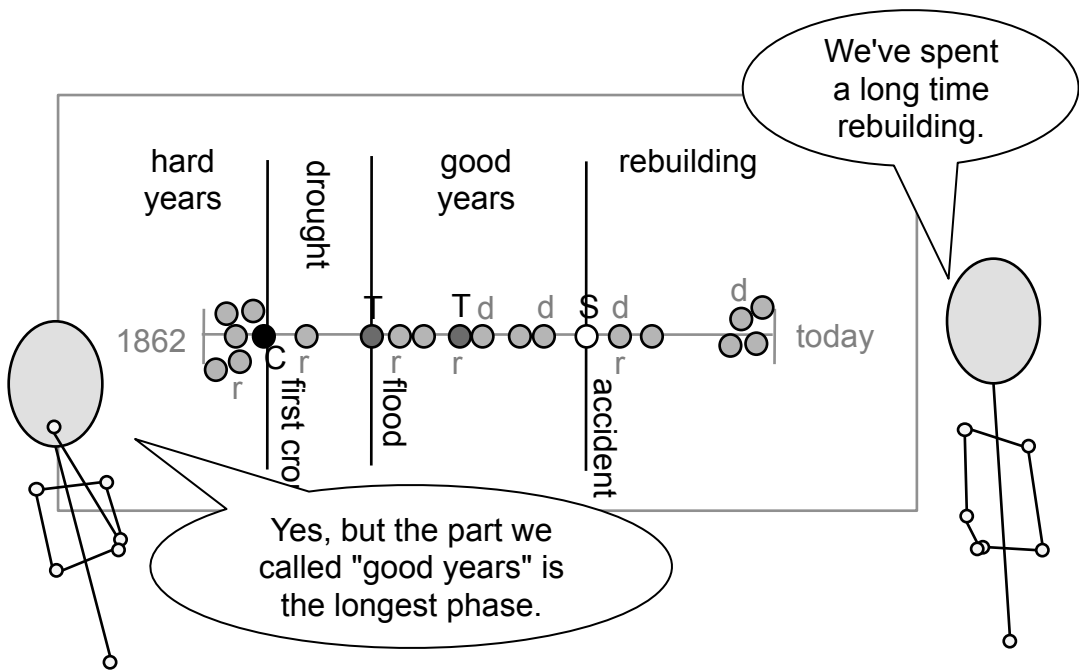 We've spent
a long time
rebuilding.
hard
years
drought
good
years
rebuilding
T
T
d
d
S
d
d
1862
today
r
C
r
r
r
r
first cro
flood
accident
Yes, but the part we
called "good years" is
the longest phase.